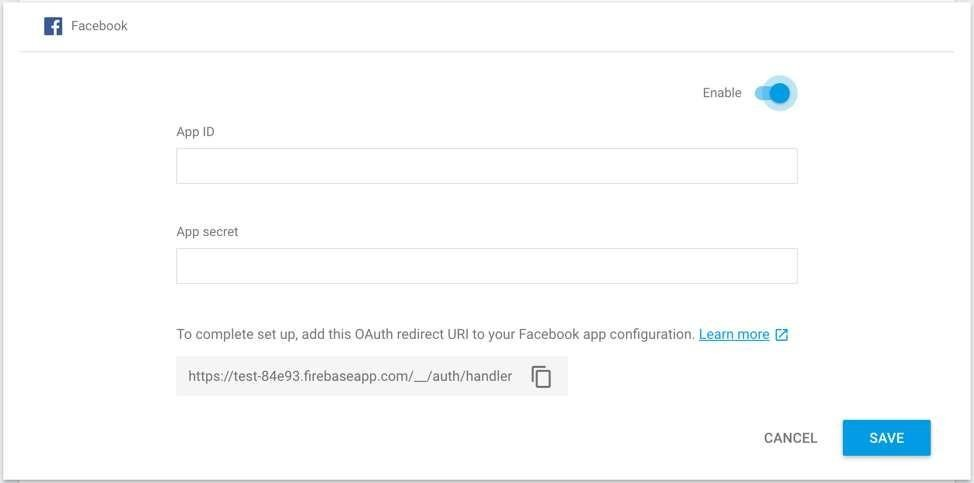 Facebook
Enable
App ID
App secret
To complete set up, add this OAuth redirect URI to your Facebook app configuration. Learn more
https://test-84e93.firebaseapp.com/__/auth/handler
CANCEL SAVE